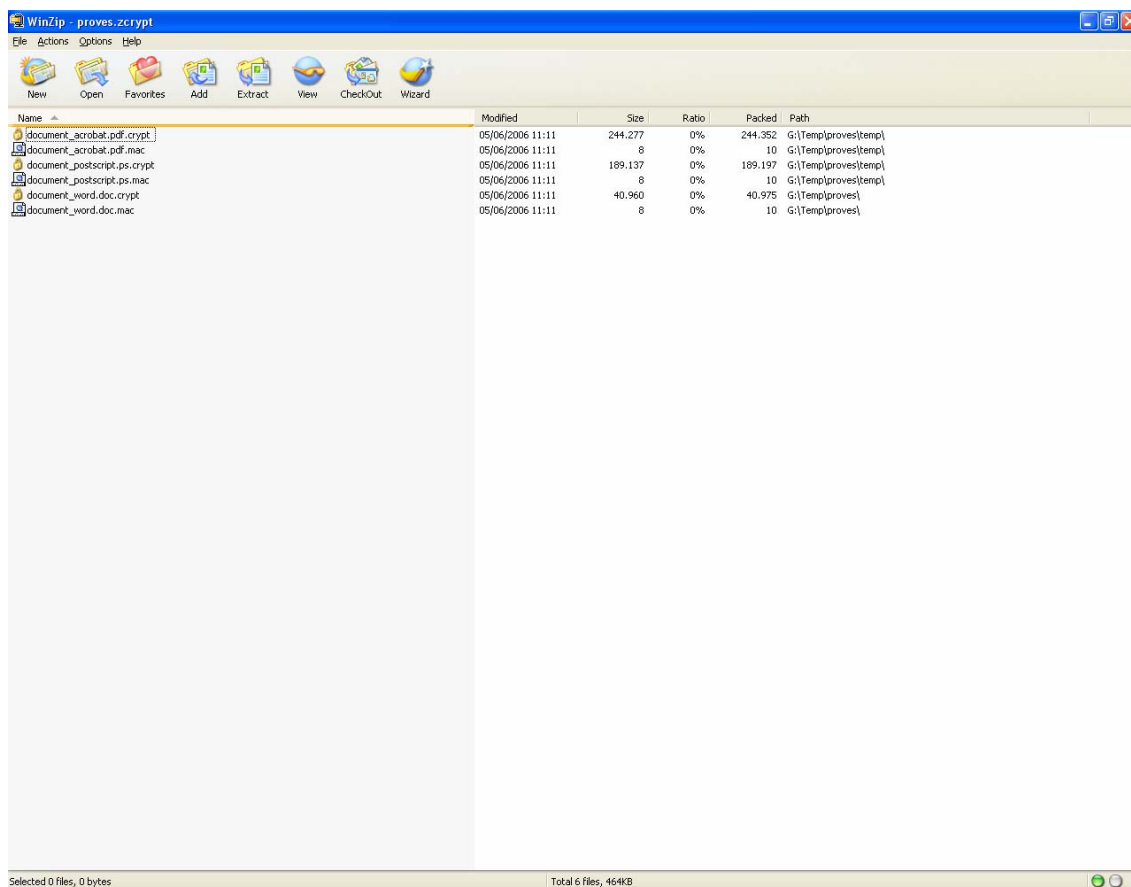 WinZip - proves.zcrypt
File Actions Options Help
New Open Favorites Add Extract View CheckOut Wizard
Name Modified Size Ratio Packed Path
document_acrobat.pdf.crypt 05/06/2006 11:11 244.277 0% 244.352 G:\Temp\proves\temp\
document_acrobat.pdf.mac 05/06/2006 11:11 8 0% 10 G:\Temp\proves\temp\
document_postscript.ps.crypt 05/06/2006 11:11 189.137 0% 189.197 G:\Temp\proves\temp\
document_postscript.ps.mac 05/06/2006 11:11 8 0% 10 G:\Temp\proves\temp\
document_word.doc.crypt 05/06/2006 11:11 40.960 0% 40.975 G:\Temp\proves\
document_word.doc.mac 05/06/2006 11:11 8 0% 10 G:\Temp\proves\
Selected 0 files, 0 bytes Total 6 files, 464KB